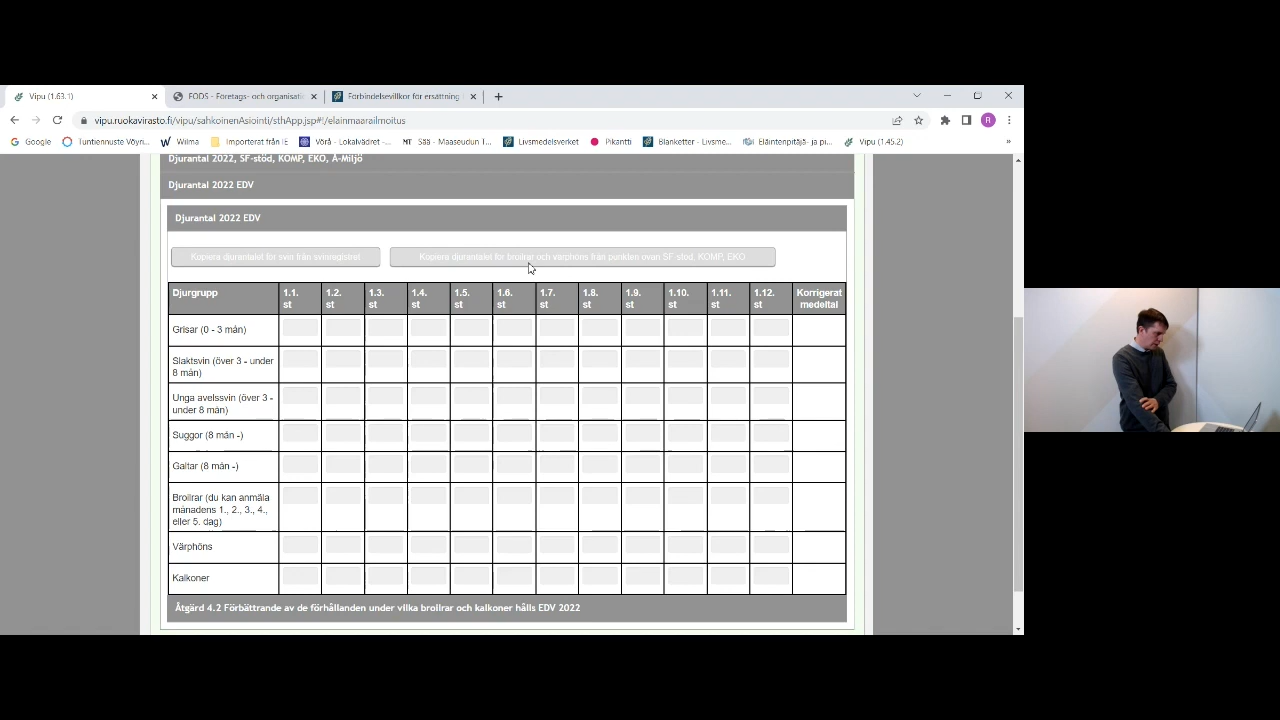 Vipu (1.63.1)
FODS - Företags- och organisatio
Förbindelsevillkor för ersättning
vipu.ruokavirasto.fi/vipu/sahkoinenAsiointi/sthApp.jsp#!/elainmaarailmoitus
R
Google
Tuntiennuste Vöyri...
Wilma
Importerat från IE
Vörå - Lokalvädret -...
MT
Sää - Maaseudun T...
Livsmedelsverket
Pikantti
Blanketter - Livsme...
Eläintenpitäjä- ja pi...
Vipu (1.45.2)
»
Djurantal 2022, SF-stöd, KOMP, EKO, Å-Miljö
Djurantal 2022 EDV
Djurantal 2022 EDV
Kopiera djurantalet för svin från svinregistret
Kopiera djurantalet för broilrar och värphöns från punkten ovan SF stöd, KOMP, EKO
Djurgrupp 1.1. st 1.2. st 1.3. st 1.4. st 1.5. st 1.6. st 1.7. st 1.8. st 1.9. st 1.10. st 1.11. st 1.12. st Korrigerat medeltal
Grisar (0 - 3 mån)
Slaktsvin (över 3 - under
8 mån)
Unga avelssvin (över 3 -
under 8 mån)
Suggor (8 mån -)
Galtar (8 mån -)
Broilrar (du kan anmäla
månadens 1., 2., 3., 4.,
eller 5. dag)
Värphöns
Kalkoner
Åtgärd 4.2 Förbättrande av de förhållanden under vilka broilrar och kalkoner hålls EDV 2022